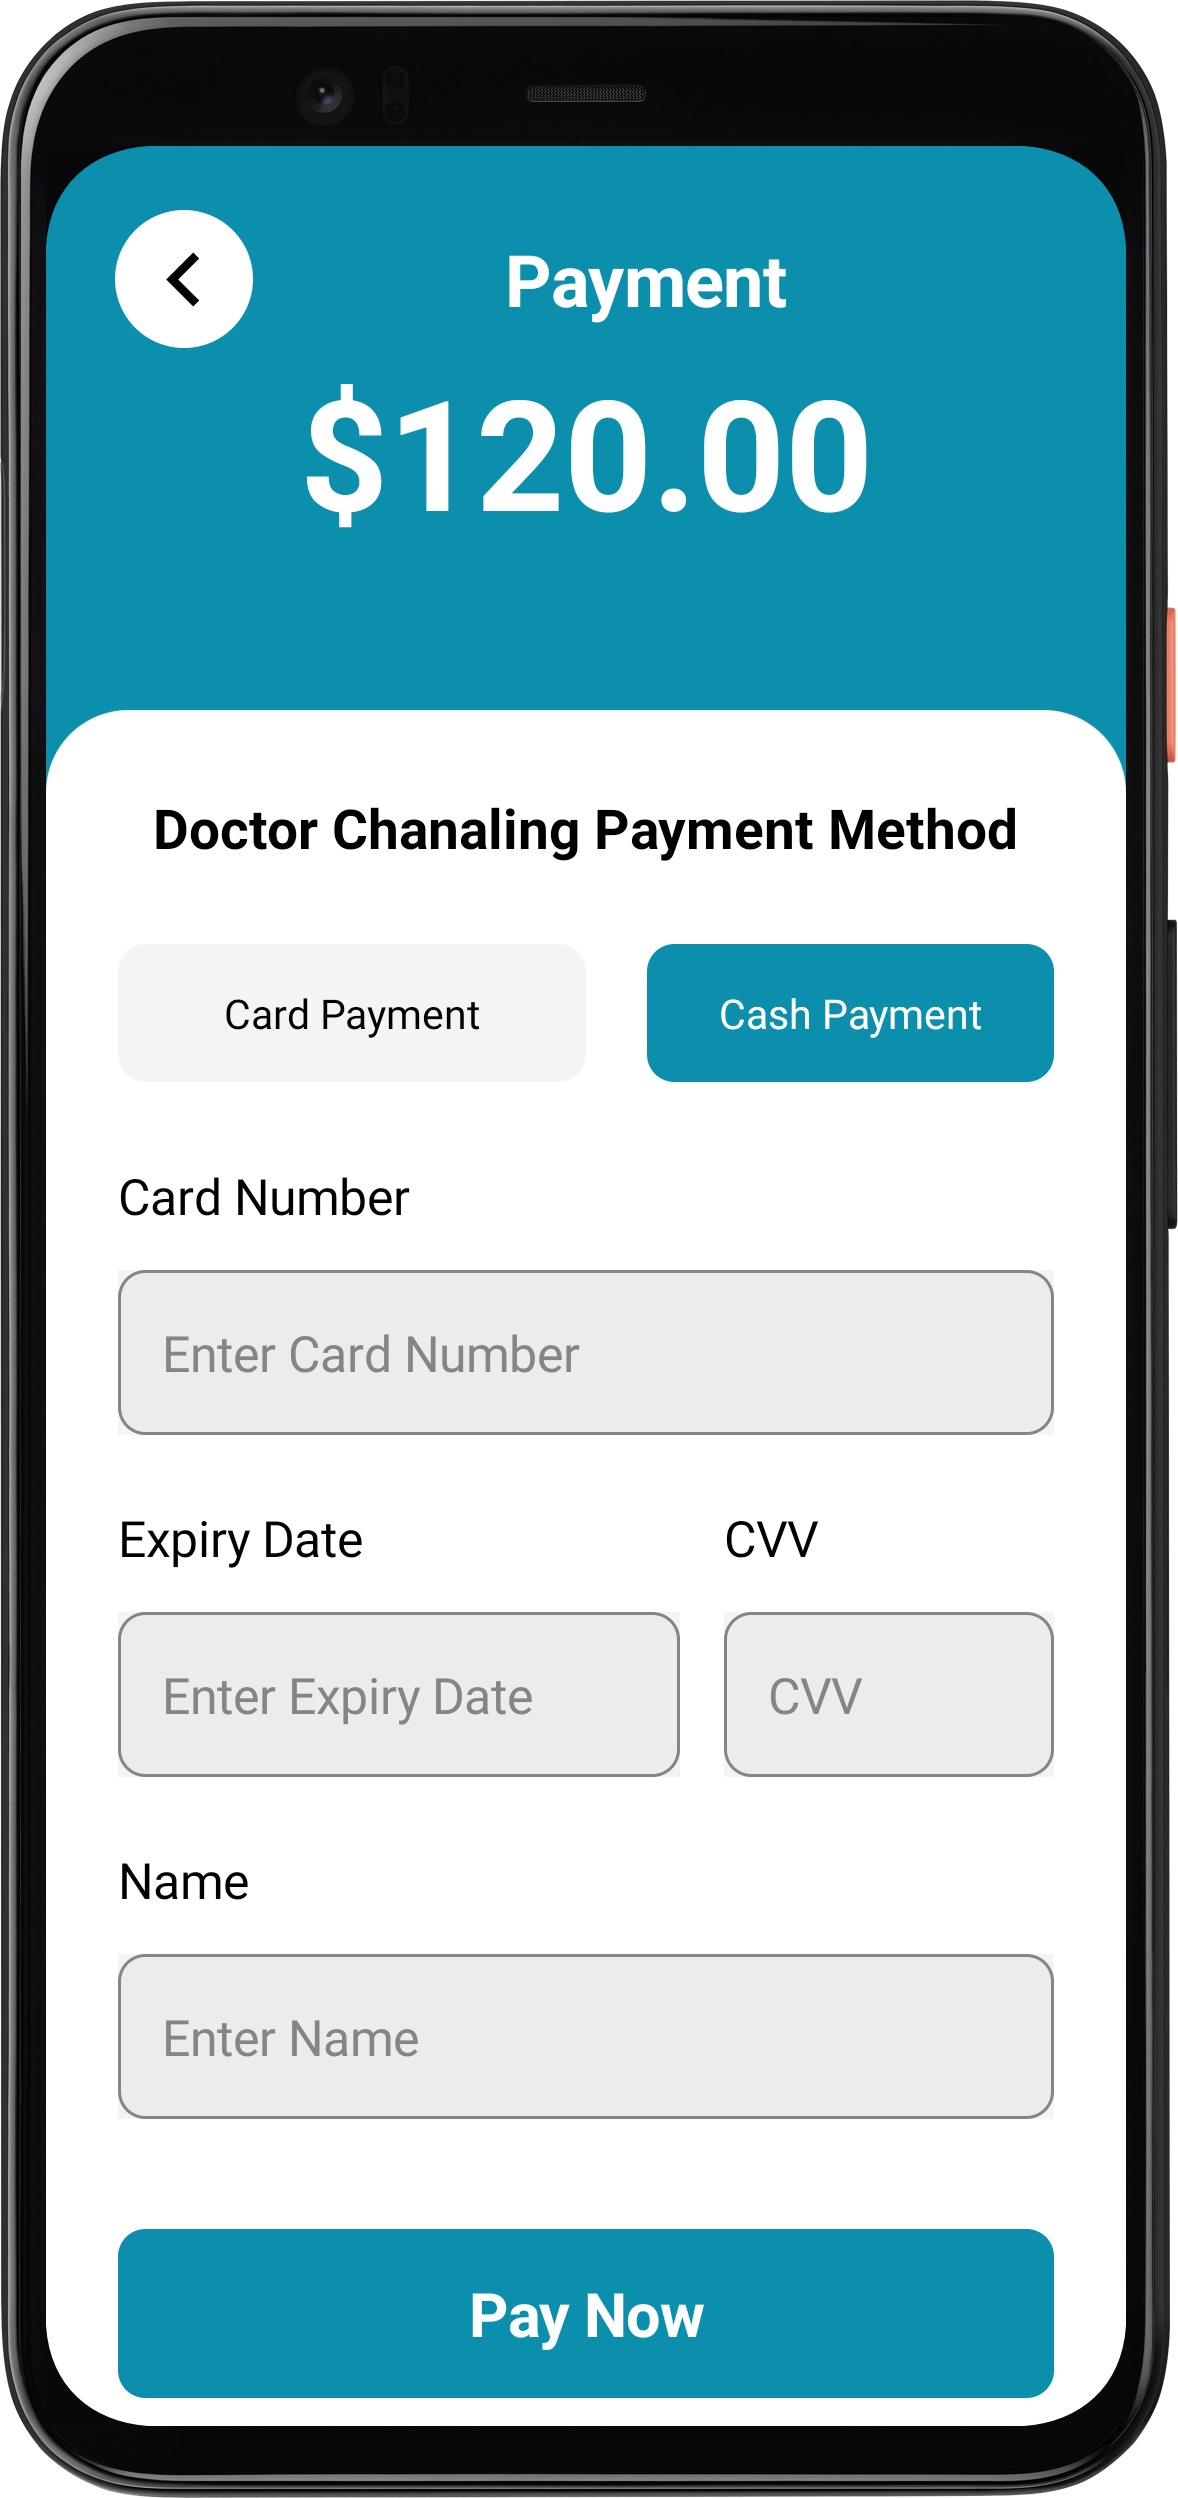 Payment
$120.00
Doctor Chanaling Payment Method
Card Payment
Cash Payment
Card Number
Enter Card Number
Expiry Date
CVV
Enter Expiry Date
CVV
Name
Enter Name
Pay Now